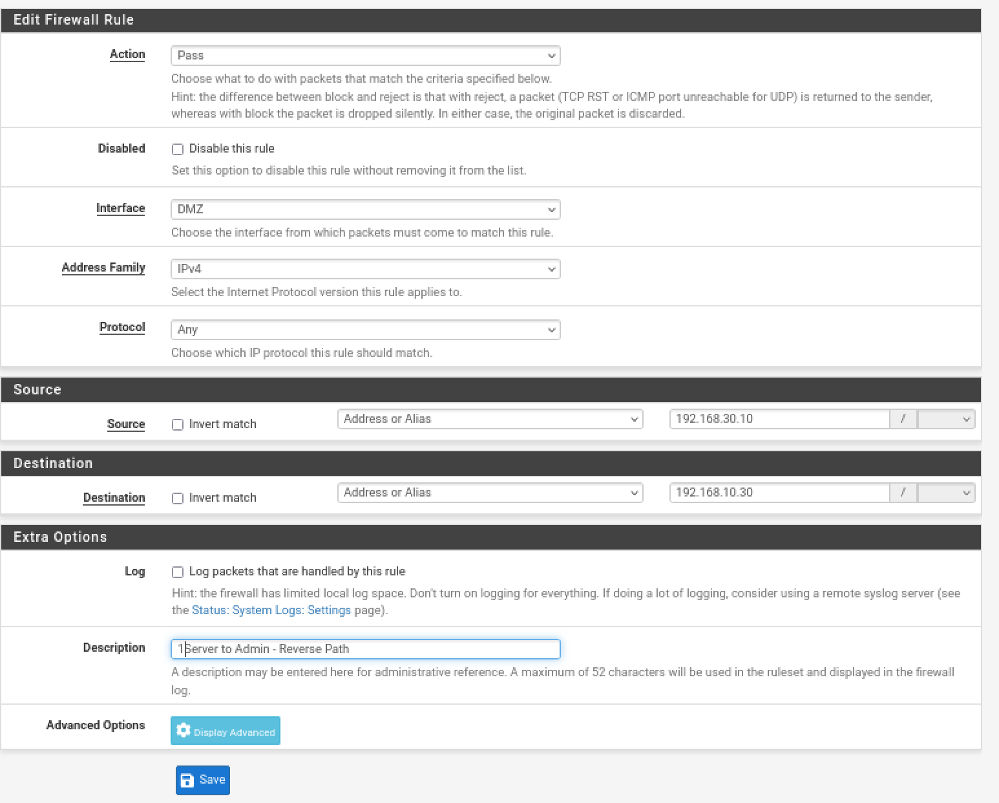 Edit Firewall Rule
Action
Pass
Choose what to do with packets that match the criteria specified below.
Hint: the difference between block and reject is that with reject, a packet (TCP RST or ICMP port unreachable for UDP) is returned to the sender,
whereas with block the packet is dropped silently. In either case, the original packet is discarded.
Disabled
Disable this rule
Set this option to disable this rule without removing it from the list.
Interface
DMZ
Choose the interface from which packets must come to match this rule.
Address Family
IPv4
Select the Internet Protocol version this rule applies to.
Protocol
Any
Choose which IP protocol this rule should match.
Source
Source
Invert match
Address or Alias
192.168.30.10
/
Destination
Destination
Invert match
Address or Alias
192.168.10.30
/
Extra Options
Log
Log packets that are handled by this rule
Hint: the firewall has limited local log space. Don't turn on logging for everything. If doing a lot of logging, consider using a remote syslog server (see
the Status: System Logs: Settings page).
Description
1Server to Admin - Reverse Path
A description may be entered here for administrative reference. A maximum of 52 characters will be used in the ruleset and displayed in the firewall
log.
Advanced Options
Display Advanced
Save